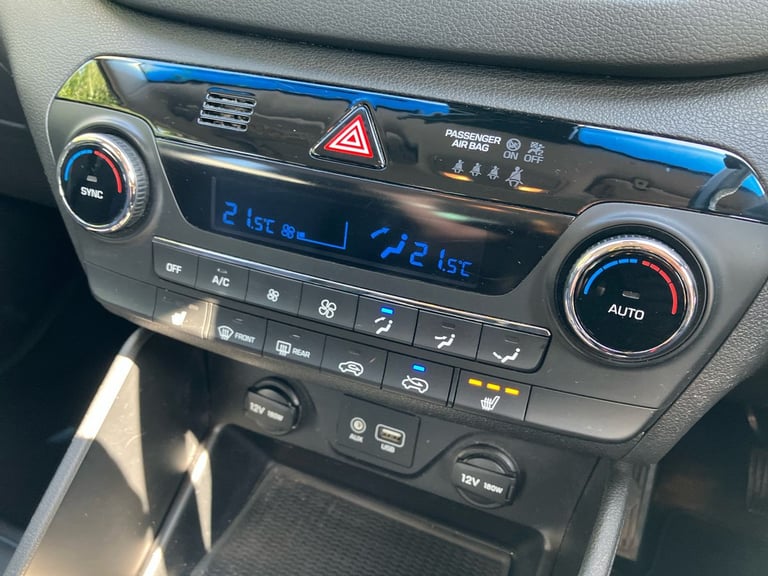 PASSENGER
AIR BAG
ON OFF
SYNC
21.5°C
21.5°C
AUTO
OFF
A/C
FRONT
REAR
12V 180W
AUX
USB
12V 180W